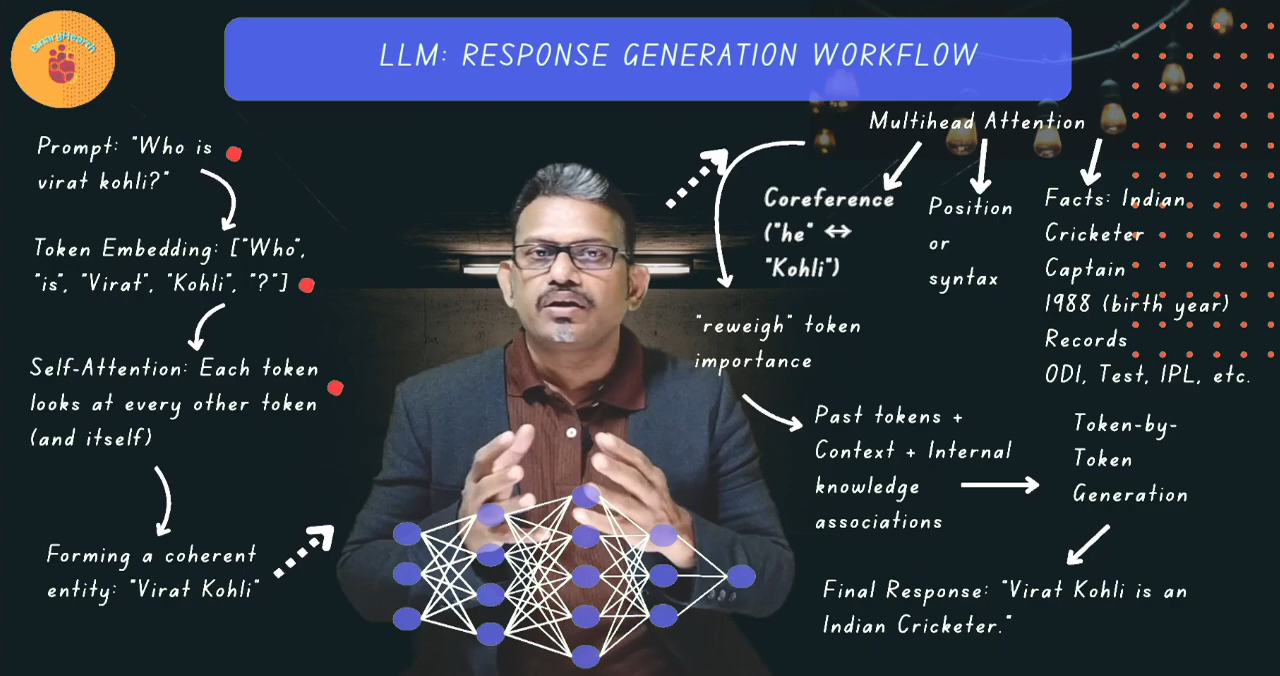 BinaryHearth
LLM: RESPONSE GENERATION WORKFLOW
Prompt: "Who is
virat kohli?"
Token Embedding: ["Who",
"is", "Virat", "Kohli", "?"]
Self-Attention: Each token
looks at every other token
(and itself)
Forming a coherent
entity: "Virat Kohli"
Multihead Attention
Coreference
("he" ↔
"Kohli")
Position
or
syntax
Facts: Indian
Cricketer
Captain
1988 (birth year)
Records
ODI, Test, IPL, etc.
"reweigh" token
importance
Past tokens +
Context + Internal
knowledge
associations
Token-by-
Token
Generation
Final Response: "Virat Kohli is an
Indian Cricketer."